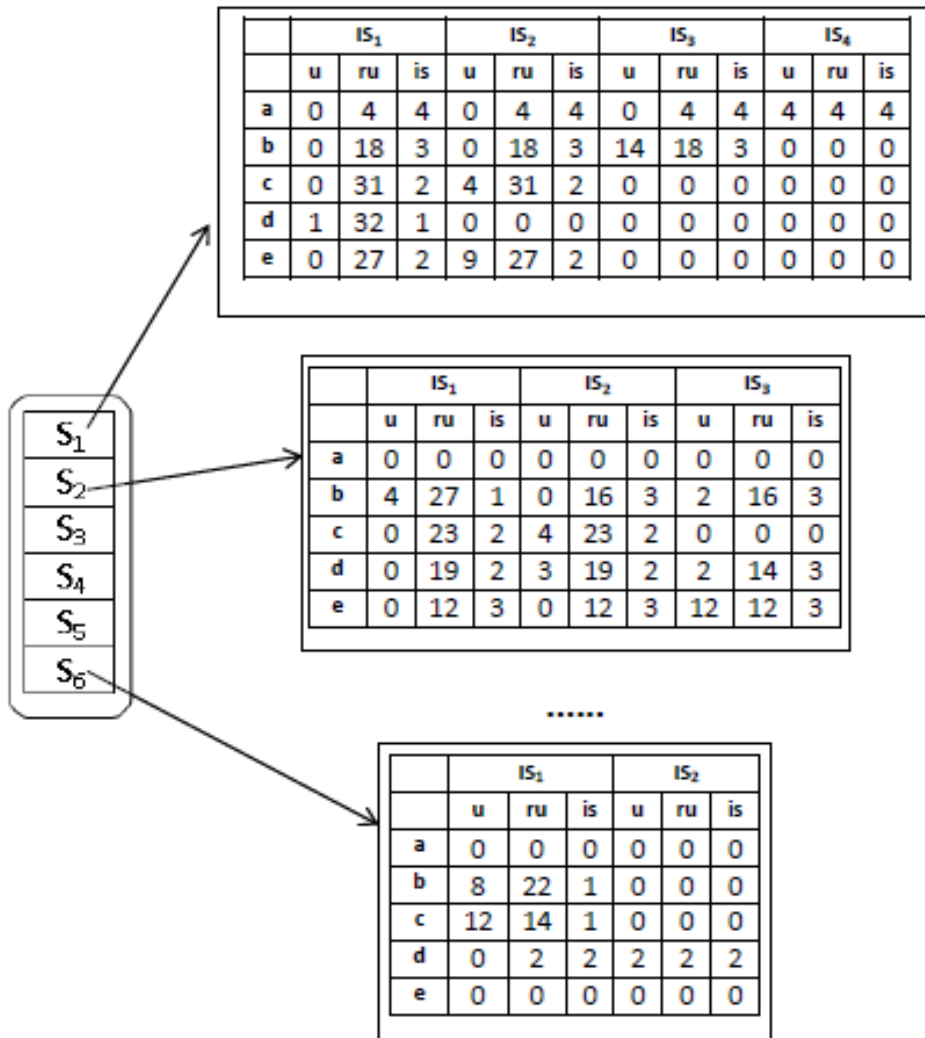 IS1 IS2 IS3 IS4
u ru is u ru is u ru is u ru is
a 0 4 4 0 4 4 0 4 4 4 4 4
b 0 18 3 0 18 3 14 18 3 0 0 0
c 0 31 2 4 31 2 0 0 0 0 0 0
d 1 32 1 0 0 0 0 0 0 0 0 0
e 0 27 2 9 27 2 0 0 0 0 0 0
S1
S2
S3
S4
S5
S6
IS1 IS2 IS3
u ru is u ru is u ru is
a 0 0 0 0 0 0 0 0 0
b 4 27 1 0 16 3 2 16 3
c 0 23 2 4 23 2 0 0 0
d 0 19 2 3 19 2 2 14 3
e 0 12 3 0 12 3 12 12 3
......
IS1 IS2
u ru is u ru is
a 0 0 0 0 0 0
b 8 22 1 0 0 0
c 12 14 1 0 0 0
d 0 2 2 2 2 2
e 0 0 0 0 0 0